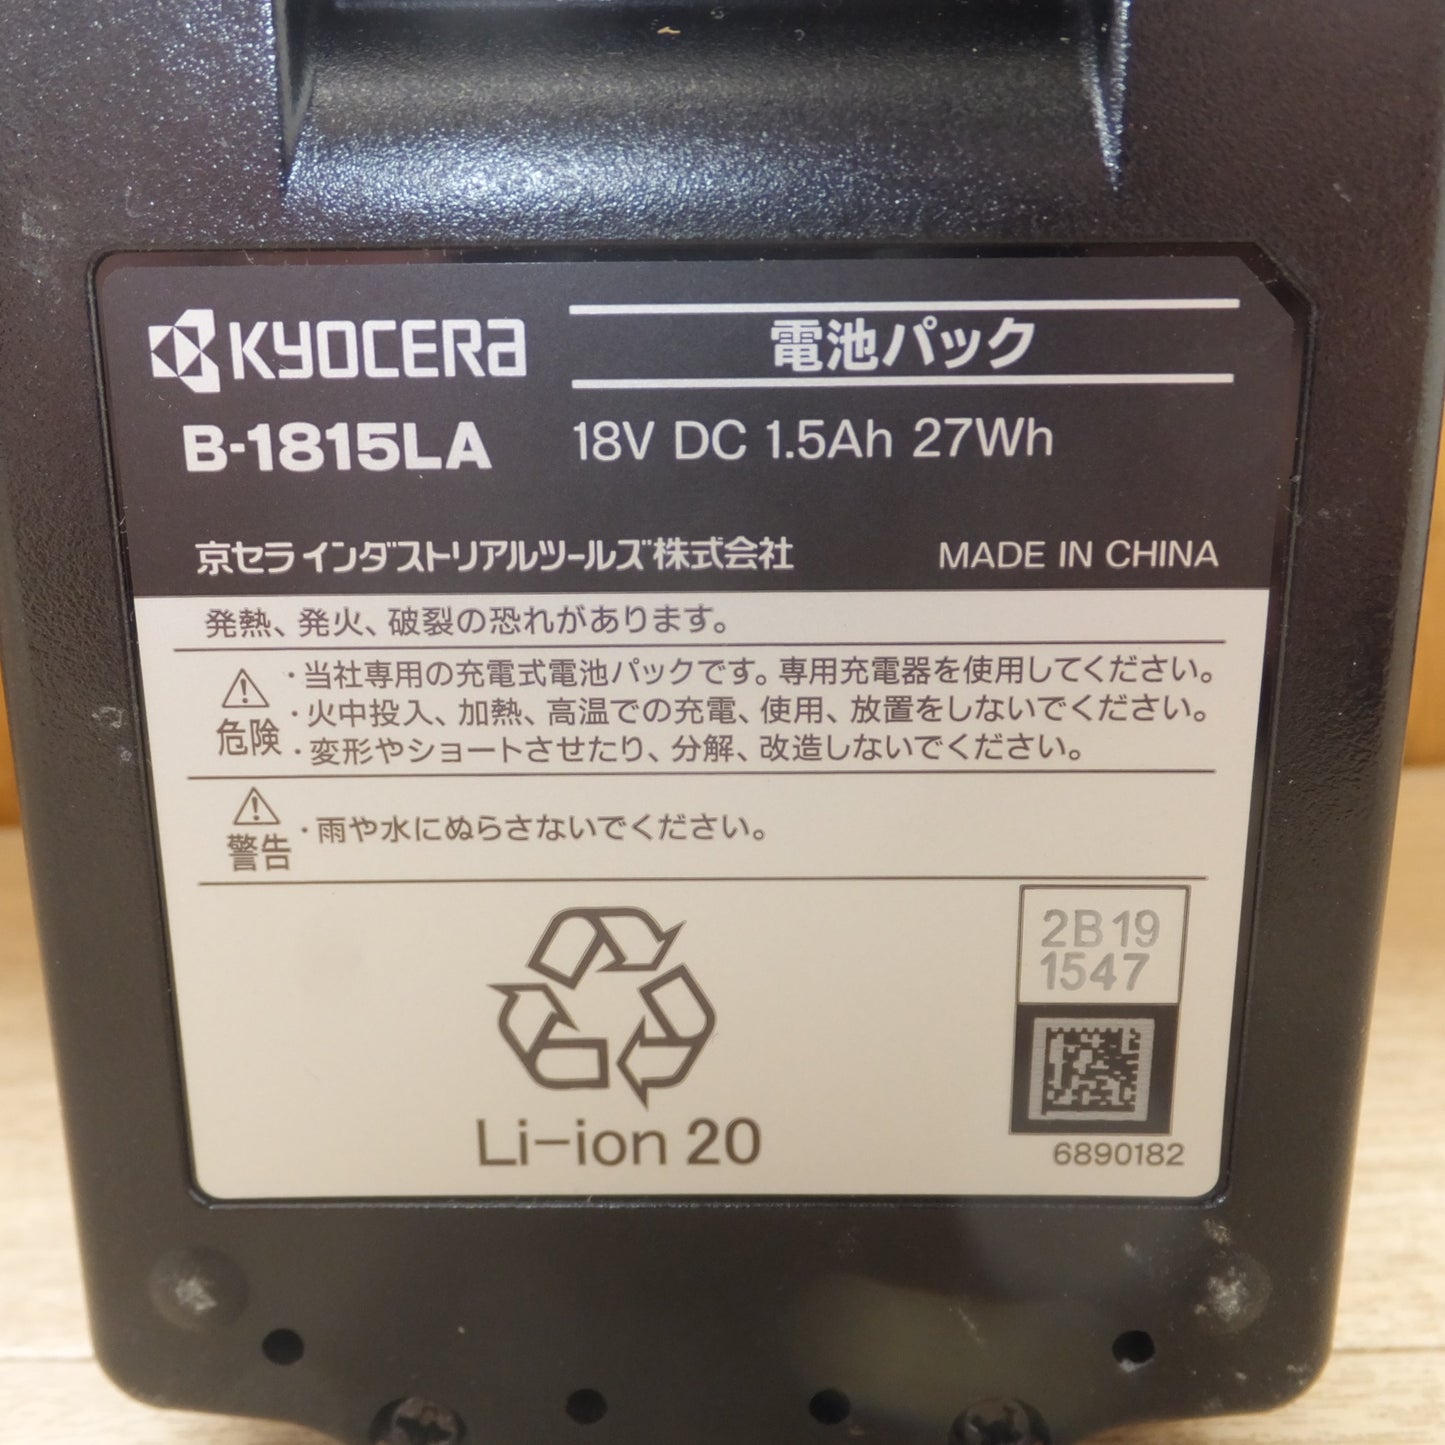 KYOCERA
電池パック
B-1815LA
18V DC 1.5Ah 27Wh
京セラ インダストリアルツールズ株式会社
MADE IN CHINA
発熱、発火、破裂の恐れがあります。
危険
・当社専用の充電式電池パックです。専用充電器を使用してください。
・火中投入、加熱、高温での充電、使用、放置をしないでください。
・変形やショートさせたり、分解、改造しないでください。
警告
・雨や水にぬらさないでください。
2B19
1547
Li-ion 20
6890182